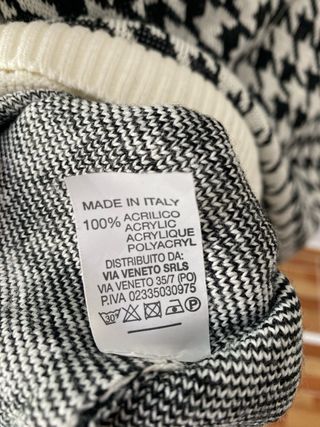 MADE IN ITALY
100% ACRILICO
ACRYLIC
ACRYLIQUE
POLYACRYL
DISTRIBUITO DA:
VIA VENETO SRLS
VIA VENETO 35/7 (PO)
P.IVA 02335030975
30°